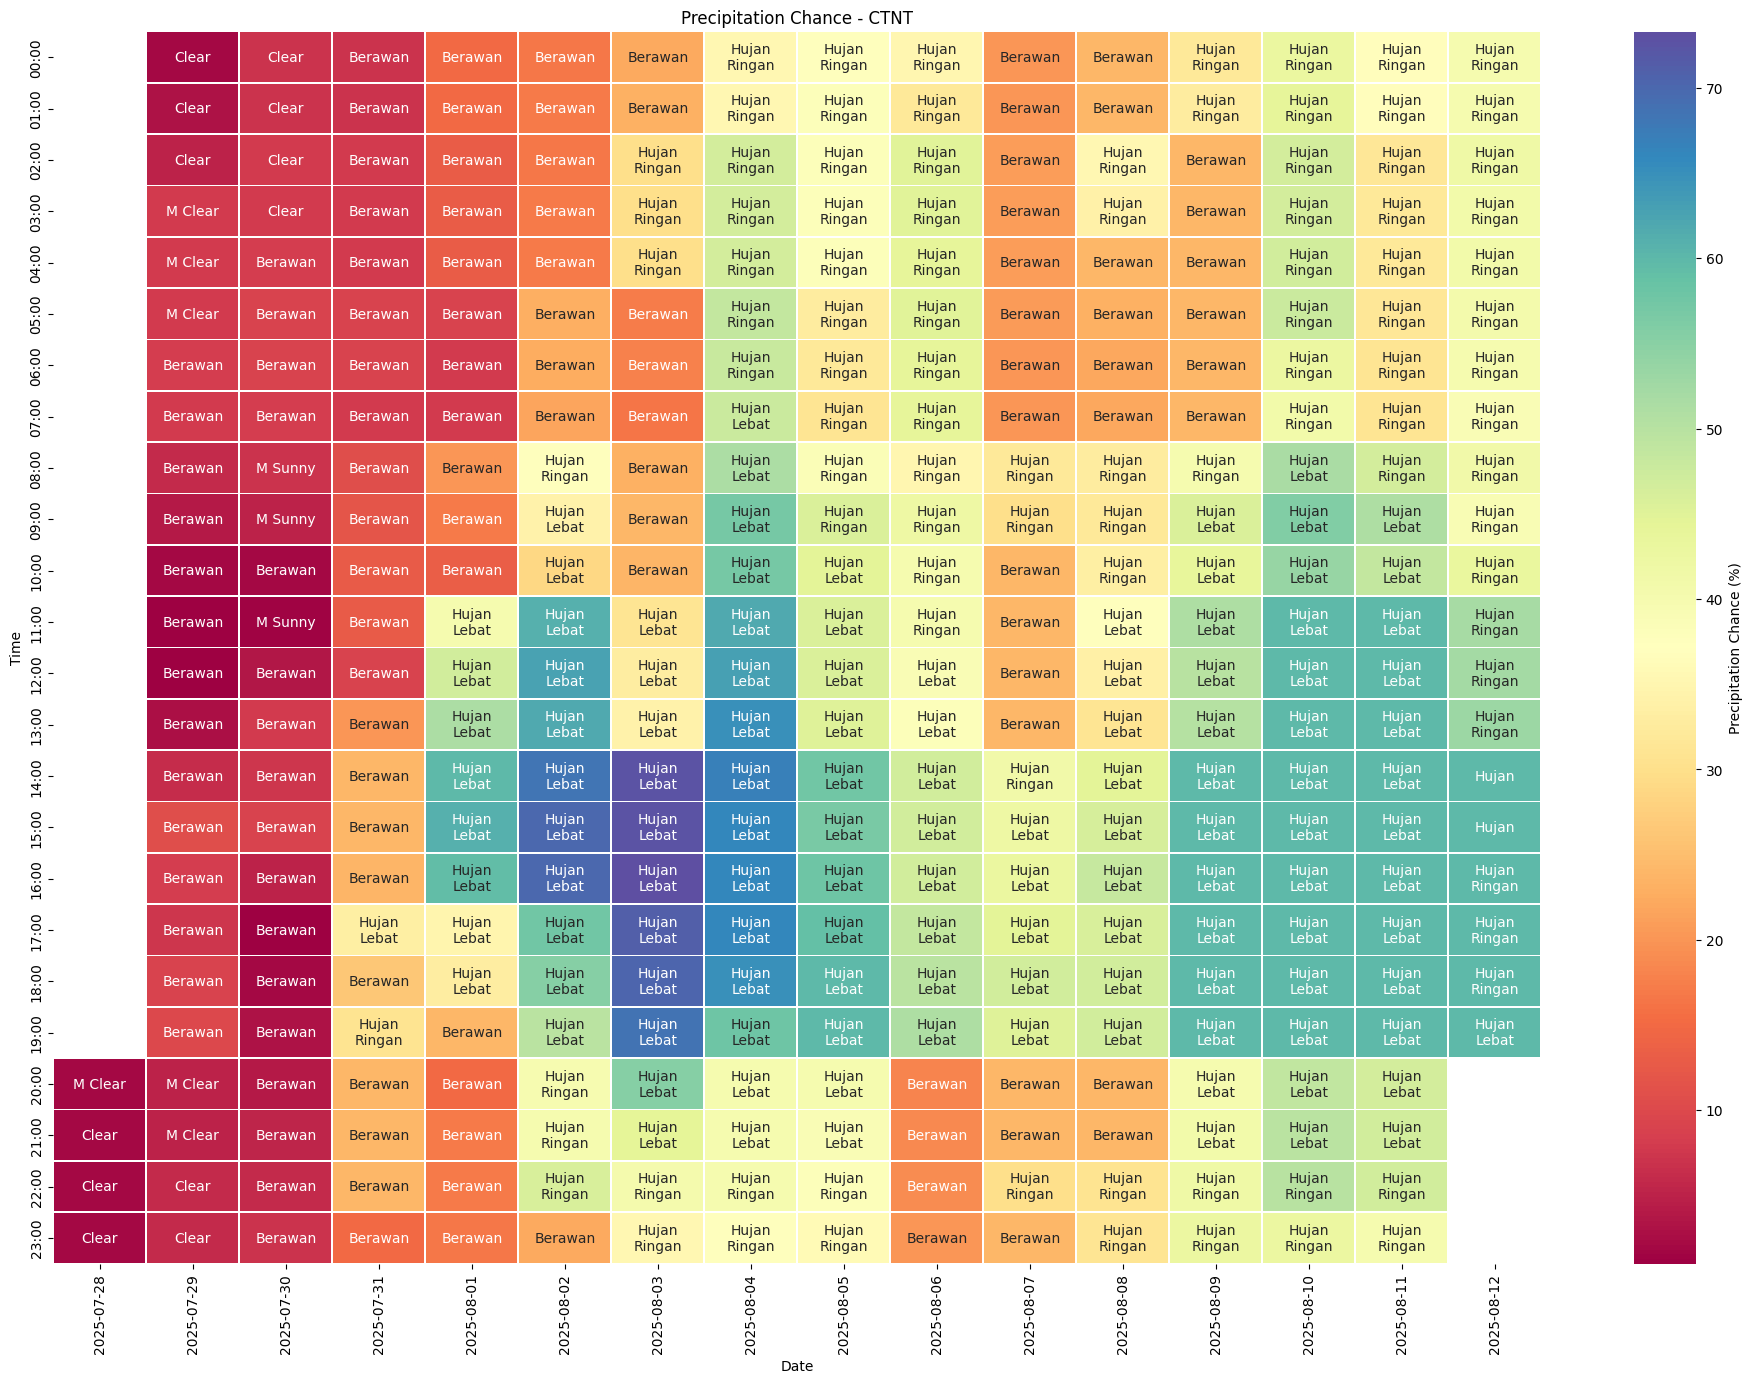 Precipitation Chance - CTNT
00:00 Clear Clear Berawan Berawan Berawan Berawan Hujan Ringan Hujan Ringan Hujan Ringan Berawan Berawan Hujan Ringan Hujan Ringan Hujan Ringan Hujan Ringan
01:00 Clear Clear Berawan Berawan Berawan Berawan Hujan Ringan Hujan Ringan Hujan Ringan Berawan Berawan Hujan Ringan Hujan Ringan Hujan Ringan Hujan Ringan
02:00 Clear Clear Berawan Berawan Berawan Hujan Ringan Hujan Ringan Hujan Ringan Hujan Ringan Berawan Hujan Ringan Berawan Hujan Ringan Hujan Ringan Hujan Ringan
03:00 M Clear Clear Berawan Berawan Berawan Hujan Ringan Hujan Ringan Hujan Ringan Hujan Ringan Berawan Hujan Ringan Berawan Hujan Ringan Hujan Ringan Hujan Ringan
04:00 M Clear Berawan Berawan Berawan Berawan Hujan Ringan Hujan Ringan Hujan Ringan Hujan Ringan Berawan Berawan Berawan Hujan Ringan Hujan Ringan Hujan Ringan
05:00 M Clear Berawan Berawan Berawan Berawan Berawan Hujan Ringan Hujan Ringan Hujan Ringan Berawan Berawan Berawan Hujan Ringan Hujan Ringan Hujan Ringan
06:00 Berawan Berawan Berawan Berawan Berawan Berawan Hujan Ringan Hujan Ringan Hujan Ringan Berawan Berawan Berawan Hujan Ringan Hujan Ringan Hujan Ringan
07:00 Berawan Berawan Berawan Berawan Berawan Berawan Hujan Lebat Hujan Ringan Hujan Ringan Berawan Berawan Berawan Hujan Ringan Hujan Ringan Hujan Ringan
08:00 Berawan M Sunny Berawan Berawan Hujan Ringan Berawan Hujan Lebat Hujan Ringan Hujan Ringan Hujan Ringan Hujan Ringan Hujan Ringan Hujan Lebat Hujan Ringan Hujan Ringan
09:00 Berawan M Sunny Berawan Berawan Hujan Lebat Berawan Hujan Lebat Hujan Ringan Hujan Ringan Hujan Ringan Hujan Ringan Hujan Lebat Hujan Lebat Hujan Lebat Hujan Ringan
10:00 Berawan Berawan Berawan Berawan Hujan Lebat Berawan Hujan Lebat Hujan Lebat Hujan Ringan Berawan Hujan Ringan Hujan Lebat Hujan Lebat Hujan Lebat Hujan Ringan
11:00 Berawan M Sunny Berawan Hujan Lebat Hujan Lebat Hujan Lebat Hujan Lebat Hujan Lebat Hujan Ringan Berawan Hujan Lebat Hujan Lebat Hujan Lebat Hujan Lebat Hujan Ringan
12:00 Berawan Berawan Berawan Hujan Lebat Hujan Lebat Hujan Lebat Hujan Lebat Hujan Lebat Hujan Lebat Berawan Hujan Lebat Hujan Lebat Hujan Lebat Hujan Lebat Hujan Ringan
13:00 Berawan Berawan Berawan Hujan Lebat Hujan Lebat Hujan Lebat Hujan Lebat Hujan Lebat Hujan Lebat Berawan Hujan Lebat Hujan Lebat Hujan Lebat Hujan Lebat Hujan Ringan
14:00 Berawan Berawan Berawan Hujan Lebat Hujan Lebat Hujan Lebat Hujan Lebat Hujan Lebat Hujan Lebat Hujan Ringan Hujan Lebat Hujan Lebat Hujan Lebat Hujan Lebat Hujan
15:00 Berawan Berawan Berawan Hujan Lebat Hujan Lebat Hujan Lebat Hujan Lebat Hujan Lebat Hujan Lebat Hujan Lebat Hujan Lebat Hujan Lebat Hujan Lebat Hujan Lebat Hujan
16:00 Berawan Berawan Berawan Hujan Lebat Hujan Lebat Hujan Lebat Hujan Lebat Hujan Lebat Hujan Lebat Hujan Lebat Hujan Lebat Hujan Lebat Hujan Lebat Hujan Lebat Hujan Ringan
17:00 Berawan Berawan Hujan Lebat Hujan Lebat Hujan Lebat Hujan Lebat Hujan Lebat Hujan Lebat Hujan Lebat Hujan Lebat Hujan Lebat Hujan Lebat Hujan Lebat Hujan Lebat Hujan Ringan
18:00 Berawan Berawan Berawan Hujan Lebat Hujan Lebat Hujan Lebat Hujan Lebat Hujan Lebat Hujan Lebat Hujan Lebat Hujan Lebat Hujan Lebat Hujan Lebat Hujan Lebat Hujan Ringan
19:00 Berawan Berawan Hujan Ringan Berawan Hujan Lebat Hujan Lebat Hujan Lebat Hujan Lebat Hujan Lebat Hujan Lebat Hujan Lebat Hujan Lebat Hujan Lebat Hujan Lebat Hujan Lebat
20:00 M Clear M Clear Berawan Berawan Berawan Hujan Ringan Hujan Lebat Hujan Lebat Hujan Lebat Berawan Berawan Berawan Hujan Lebat Hujan Lebat Hujan Lebat
21:00 Clear M Clear Berawan Berawan Berawan Hujan Ringan Hujan Lebat Hujan Lebat Hujan Lebat Berawan Berawan Berawan Hujan Lebat Hujan Lebat Hujan Lebat
22:00 Clear Clear Berawan Berawan Berawan Hujan Ringan Hujan Ringan Hujan Ringan Hujan Ringan Berawan Hujan Ringan Hujan Ringan Hujan Ringan Hujan Ringan Hujan Ringan
23:00 Clear Clear Berawan Berawan Berawan Berawan Hujan Ringan Hujan Ringan Hujan Ringan Berawan Berawan Hujan Ringan Hujan Ringan Hujan Ringan Hujan Ringan
Time
2025-07-28 2025-07-29 2025-07-30 2025-07-31 2025-08-01 2025-08-02 2025-08-03 2025-08-04 2025-08-05 2025-08-06 2025-08-07 2025-08-08 2025-08-09 2025-08-10 2025-08-11 2025-08-12
Date
70
60
50
40
30
20
10
Precipitation Chance (%)